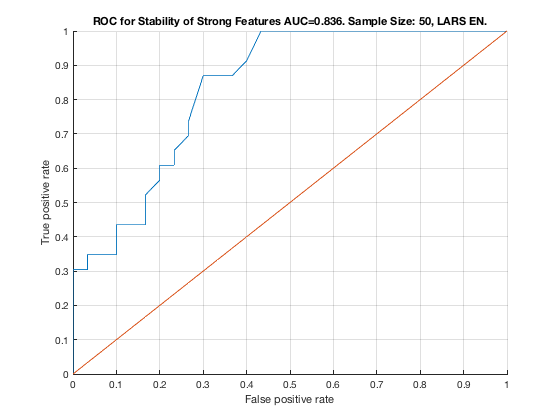 ROC for Stability of Strong Features AUC=0.836. Sample Size: 50, LARS EN.
1
0.9
0.8
0.7
0.6
0.5
0.4
0.3
0.2
0.1
0
True positive rate
0 0.1 0.2 0.3 0.4 0.5 0.6 0.7 0.8 0.9 1
False positive rate